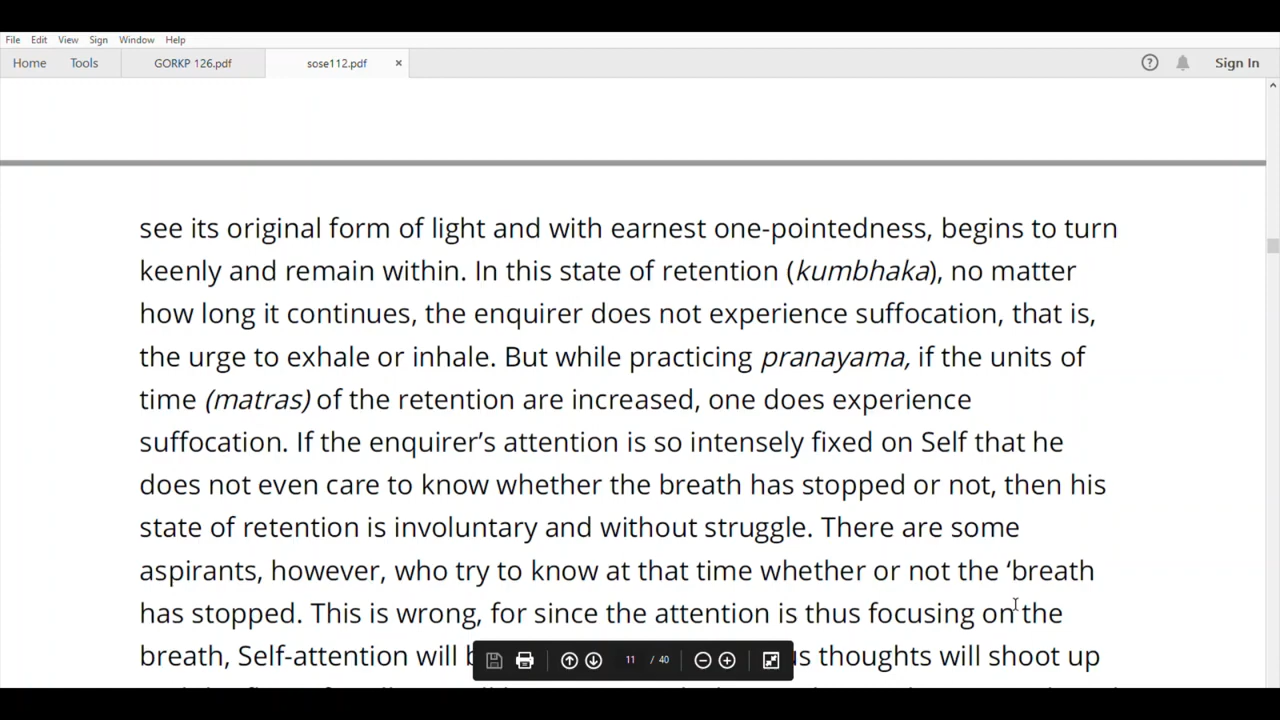 File Edit View Sign Window Help
Home Tools GORKP 126.pdf sose112.pdf × ? Sign In
see its original form of light and with earnest one-pointedness, begins to turn
keenly and remain within. In this state of retention (kumbhaka), no matter
how long it continues, the enquirer does not experience suffocation, that is,
the urge to exhale or inhale. But while practicing pranayama, if the units of
time (matras) of the retention are increased, one does experience
suffocation. If the enquirer’s attention is so intensely fixed on Self that he
does not even care to know whether the breath has stopped or not, then his
state of retention is involuntary and without struggle. There are some
aspirants, however, who try to know at that time whether or not the ‘breath
has stopped. This is wrong, for since the attention is thus focusing on the
breath, Self-attention will thoughts will shoot up
11 / 40